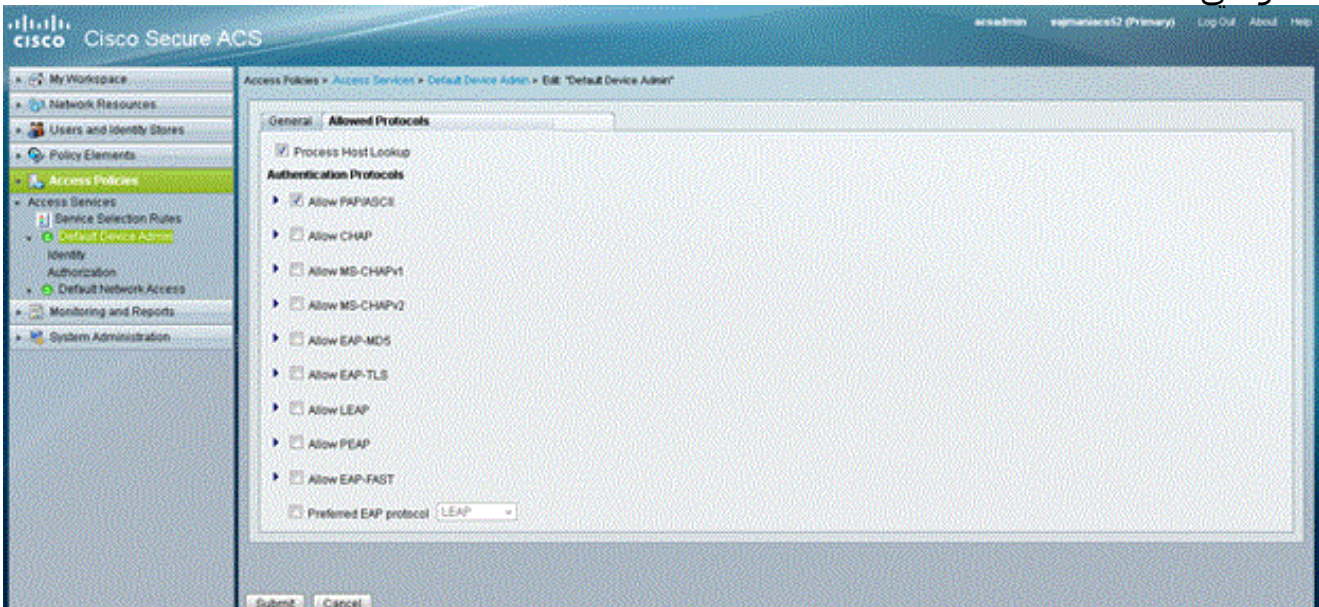 cisco Cisco Secure ACS
acsadmin (Primary) Log Out About Help
My Workspace
Network Resources
Users and Identity Stores
Policy Elements
Access Policies
Access Services
Service Selection Rules
Default Device Admin
Identity
Authorization
Default Network Access
Monitoring and Reports
System Administration
Access Policies > Access Services > Default Device Admin > Edit: "Default Device Admin"
General Allowed Protocols
Process Host Lookup
Authentication Protocols
Allow PAP/ASCII
Allow CHAP
Allow MS-CHAPv1
Allow MS-CHAPv2
Allow EAP-MD5
Allow EAP-TLS
Allow LEAP
Allow PEAP
Allow EAP-FAST
Preferred EAP protocol LEAP
Submit Cancel